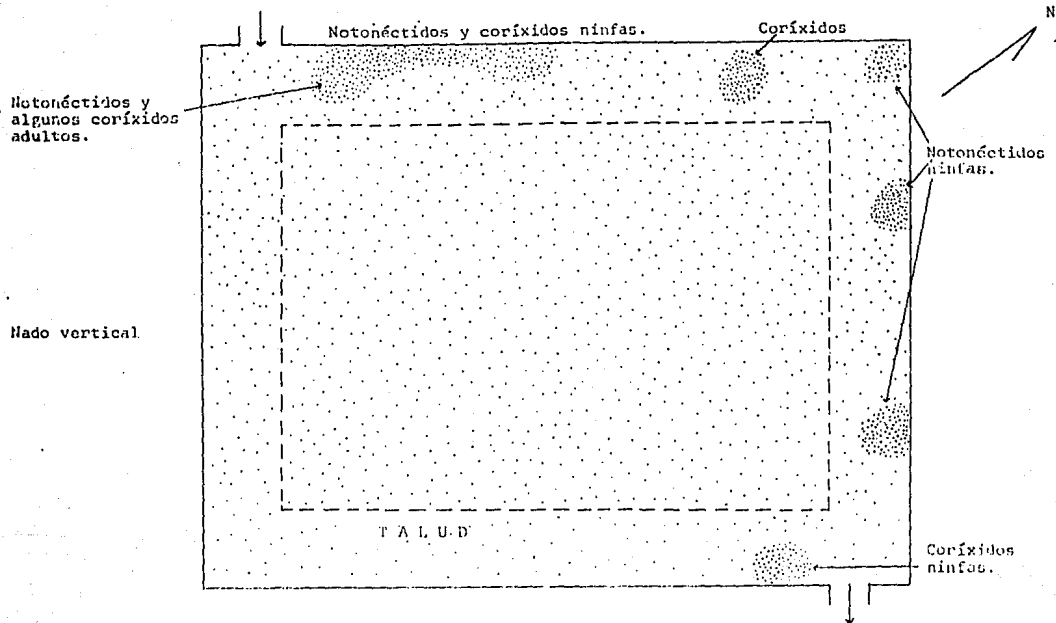 N
Notonéctidos y coríxidos ninfas.
Coríxidos
Notonéctidos y
algunos coríxidos
adultos.
Notonéctidos
ninfas.
Nado vertical
T A L U D
Coríxidos
ninfas.